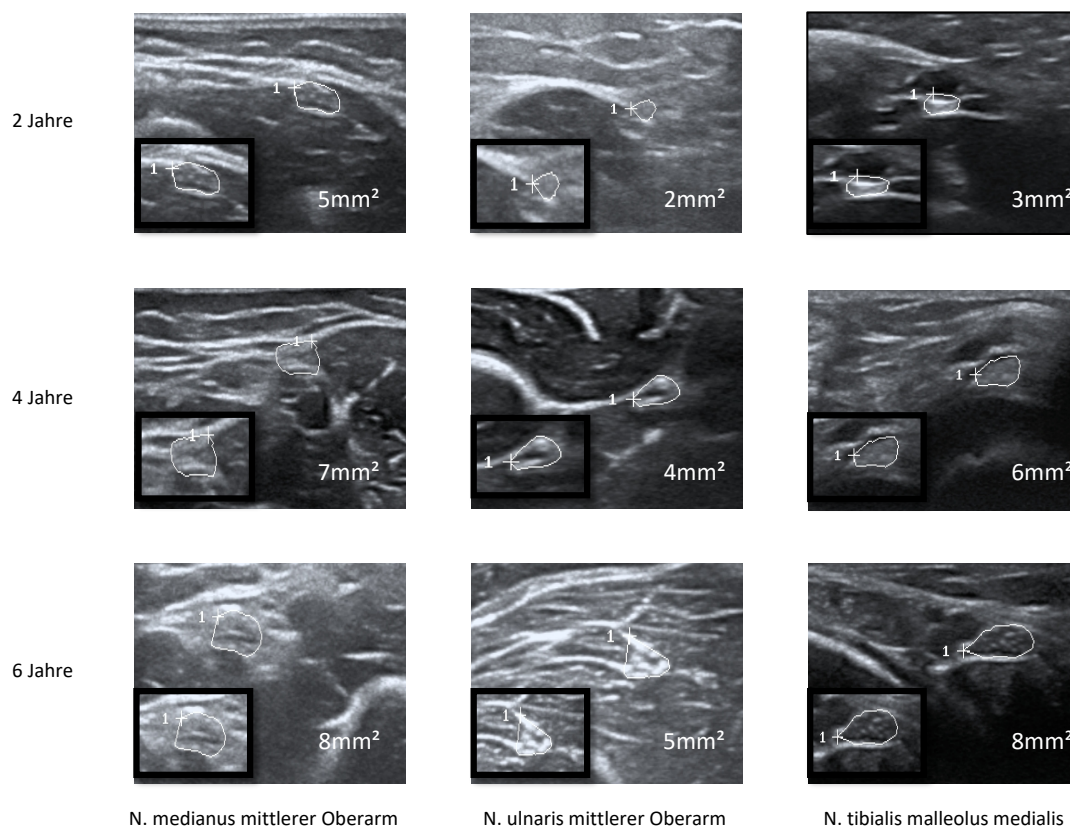 2 Jahre
1
1
5mm²
1
1
2mm²
1
1
3mm²
4 Jahre
1
1
7mm²
1
1
4mm²
1
1
6mm²
6 Jahre
1
1
8mm²
1
1
5mm²
1
1
8mm²
N. medianus mittlerer Oberarm
N. ulnaris mittlerer Oberarm
N. tibialis malleolus medialis